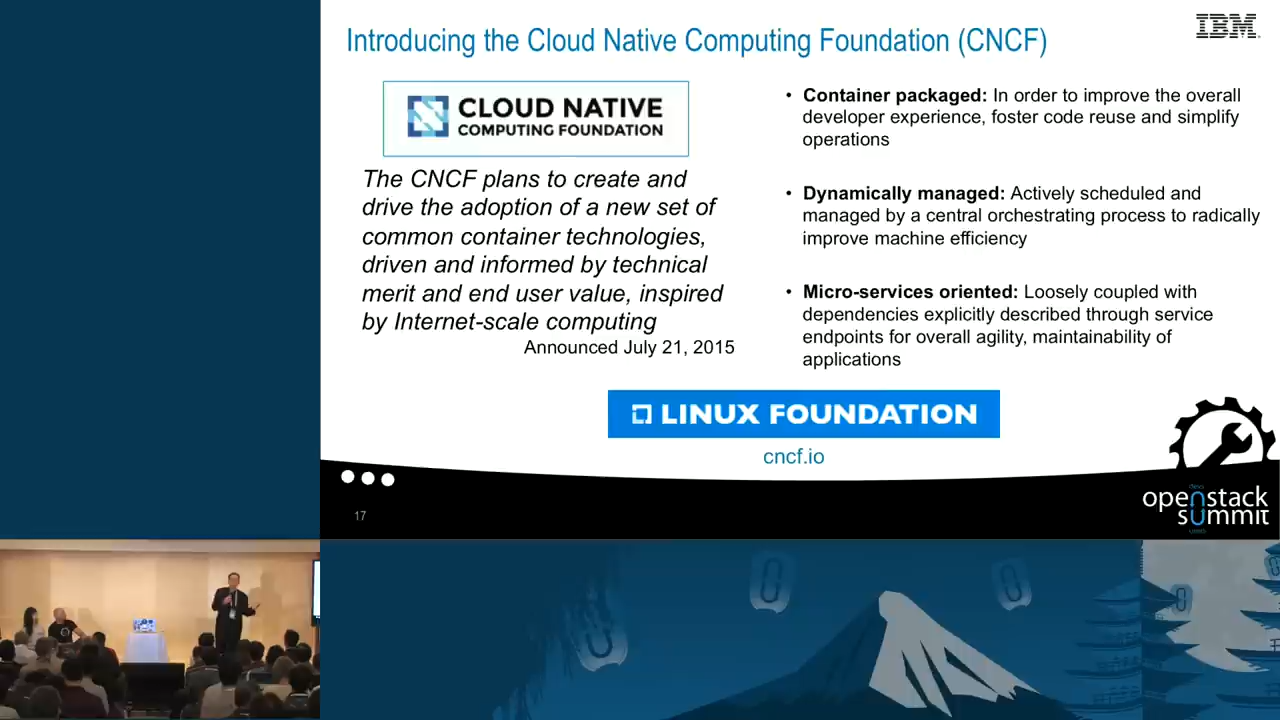 Introducing the Cloud Native Computing Foundation (CNCF)
IBM
CLOUD NATIVE
COMPUTING FOUNDATION
The CNCF plans to create and
drive the adoption of a new set of
common container technologies,
driven and informed by technical
merit and end user value, inspired
by Internet-scale computing
Announced July 21, 2015
• Container packaged: In order to improve the overall
developer experience, foster code reuse and simplify
operations
• Dynamically managed: Actively scheduled and
managed by a central orchestrating process to radically
improve machine efficiency
• Micro-services oriented: Loosely coupled with
dependencies explicitly described through service
endpoints for overall agility, maintainability of
applications
LINUX FOUNDATION
cncf.io
17
openstack
summit